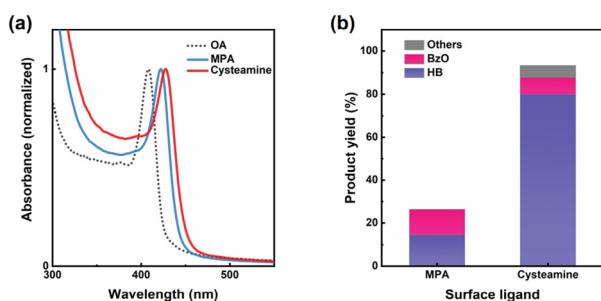 (a)
OA
MPA
Cysteamine
1
0
300
400
500
Absorbance (normalized)
Wavelength (nm)
(b)
Others
BzO
HB
100
80
60
40
20
0
Product yield (%)
MPA
Cysteamine
Surface ligand